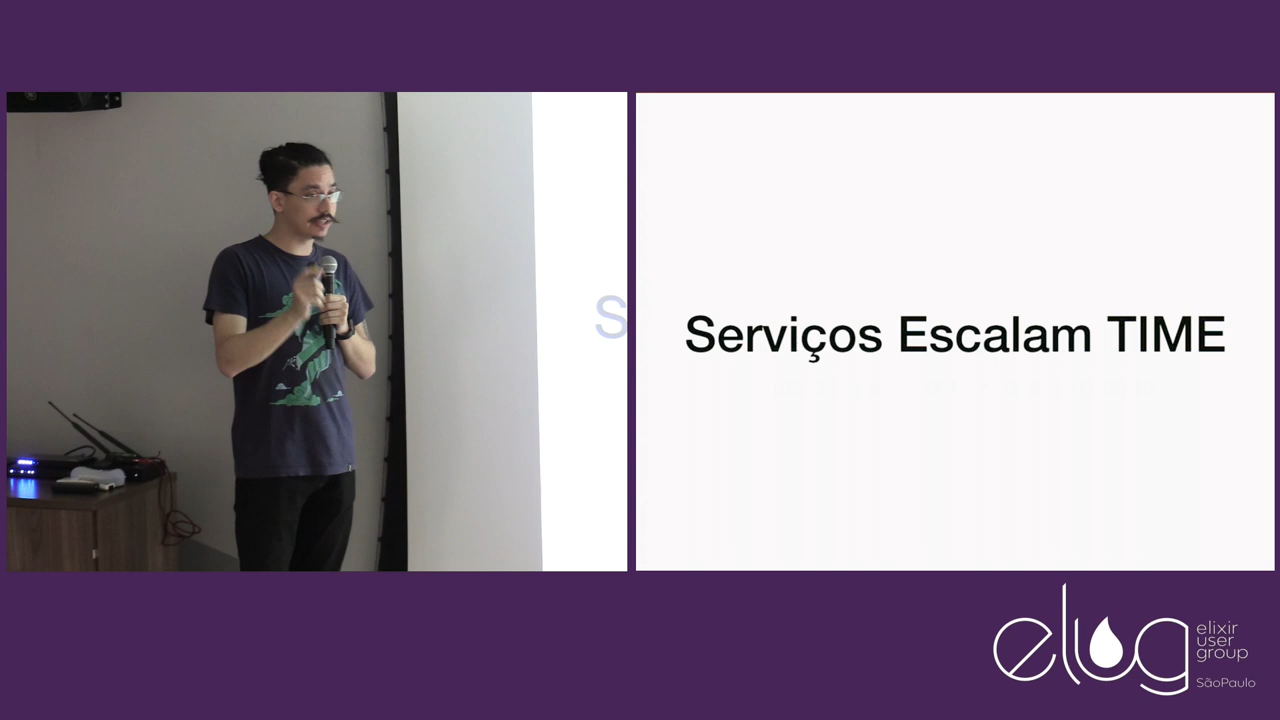 S
Serviços Escalam TIME
elug
elixir
user
group
SãoPaulo